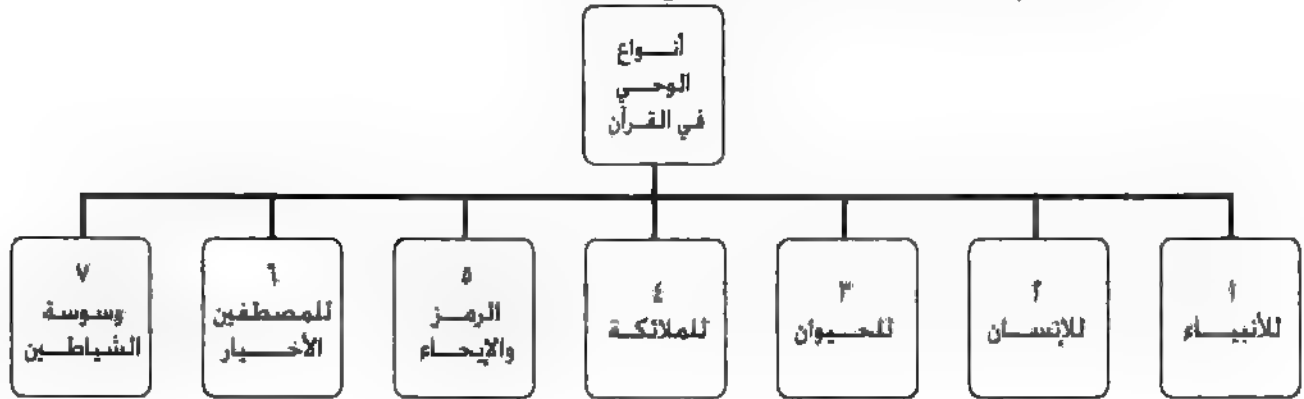 أنواع
الوحي
في القرآن
١
للأنبياء
٢
للإنسان
٣
للحيوان
٤
للملائكة
٥
الرمز
والإيحاء
٦
للمصطفين
الأخيار
٧
وسوسة
الشياطين